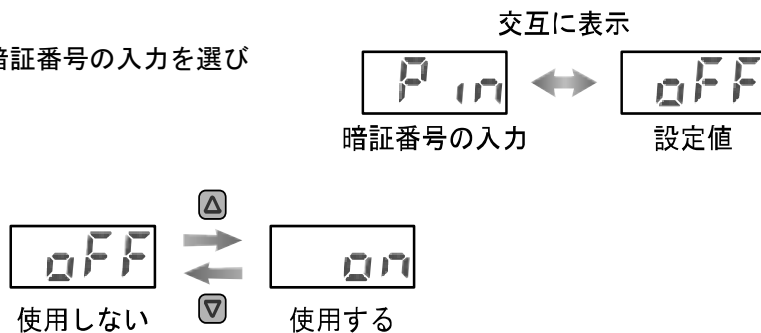 交互に表示
暗証番号の入力を選び
Pin oFF
暗証番号の入力 設定値
oFF on
使用しない 使用する